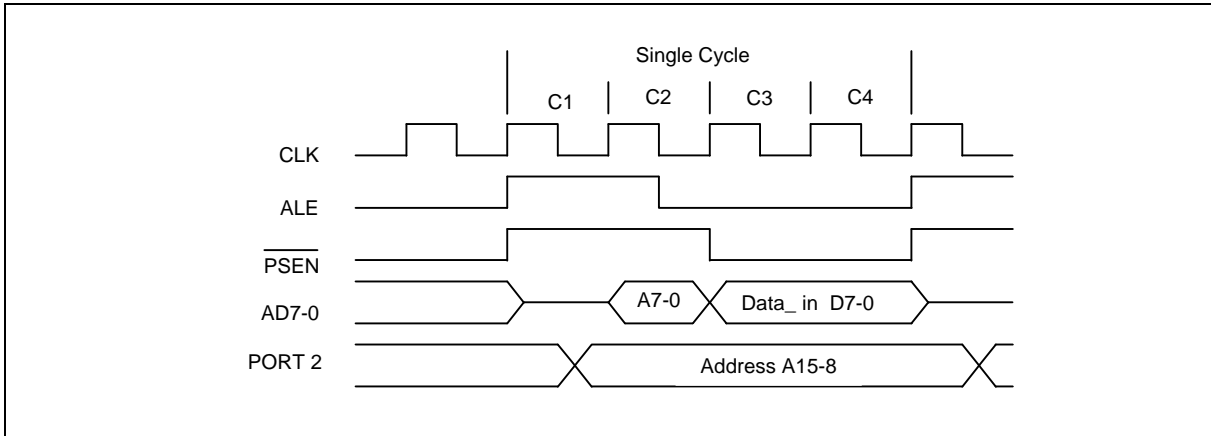 Single Cycle
C1 C2 C3 C4
CLK
ALE
PSEN
AD7-0 A7-0 Data_ in D7-0
PORT 2 Address A15-8